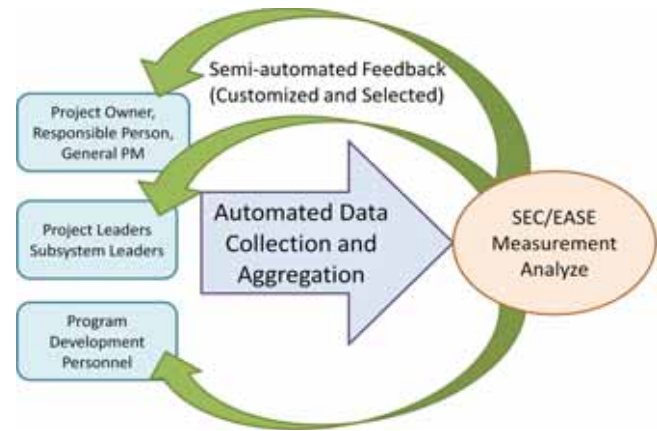 Semi-automated Feedback
(Customized and Selected)
Project Owner,
Responsible Person,
General PM
Project Leaders
Subsystem Leaders
Program
Development
Personnel
Automated Data
Collection and
Aggregation
SEC/EASE
Measurement
Analyze